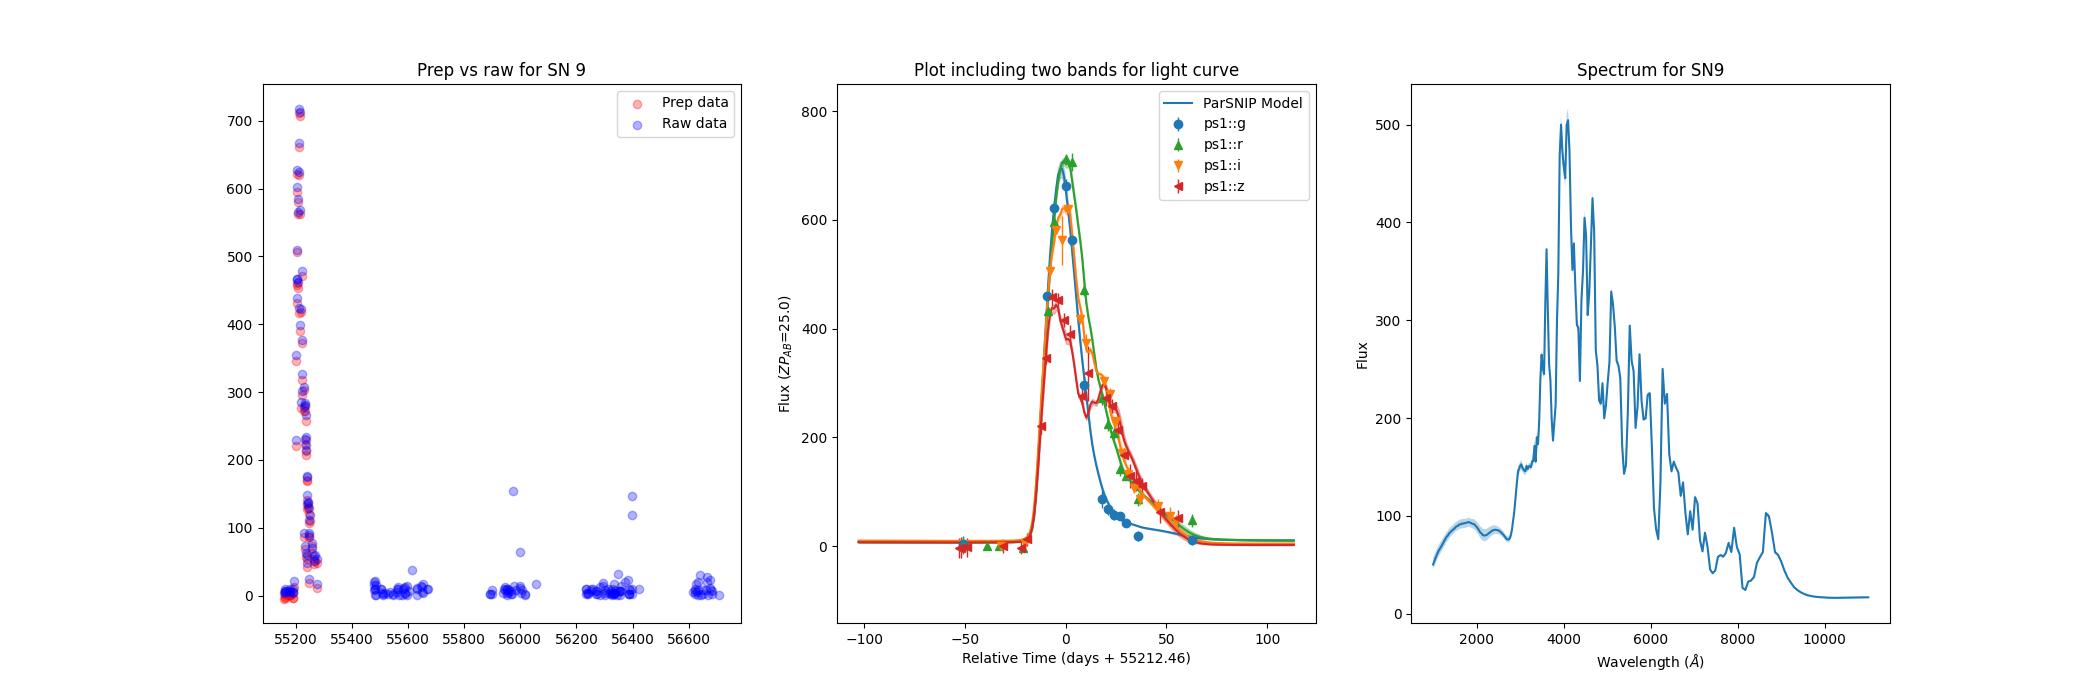 Prep vs raw for SN 9
Prep data
Raw data
700
600
500
400
300
200
100
0
55200 55400 55600 55800 56000 56200 56400 56600
Plot including two bands for light curve
ParSNIP Model
ps1::g
ps1::r
ps1::i
ps1::z
Flux (ZP_AB=25.0)
800
600
400
200
0
−100 −50 0 50 100
Relative Time (days + 55212.46)
Spectrum for SN9
Flux
500
400
300
200
100
0
2000 4000 6000 8000 10000
Wavelength (Å)